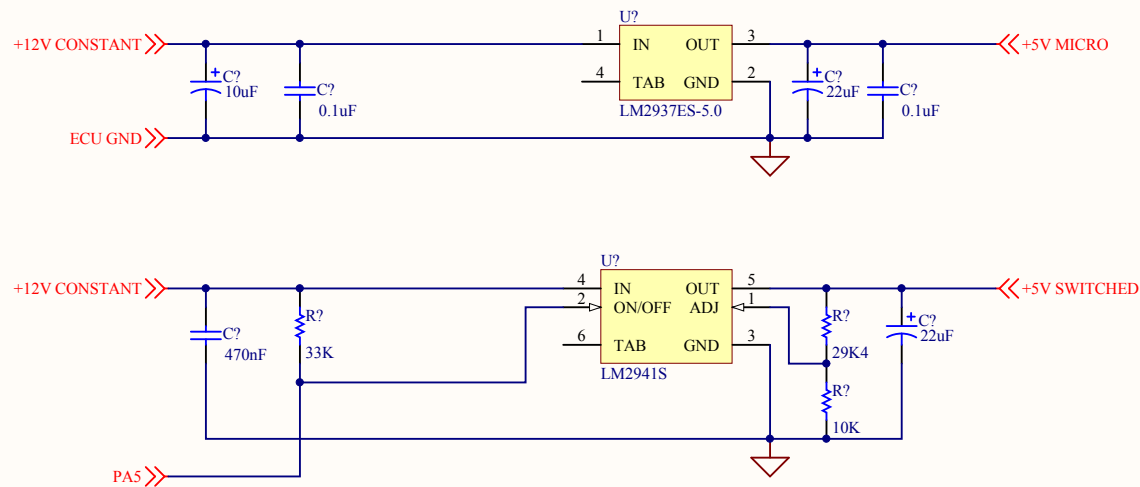 U?
+12V CONSTANT
1
IN
OUT
3
+5V MICRO
C?
10uF
C?
0.1uF
4
TAB
GND
2
C?
22uF
C?
0.1uF
LM2937ES-5.0
ECU GND
U?
+12V CONSTANT
4
IN
OUT
5
+5V SWITCHED
2
ON/OFF
ADJ
1
C?
470nF
R?
33K
6
TAB
GND
3
R?
29K4
C?
22uF
LM2941S
R?
10K
PA5